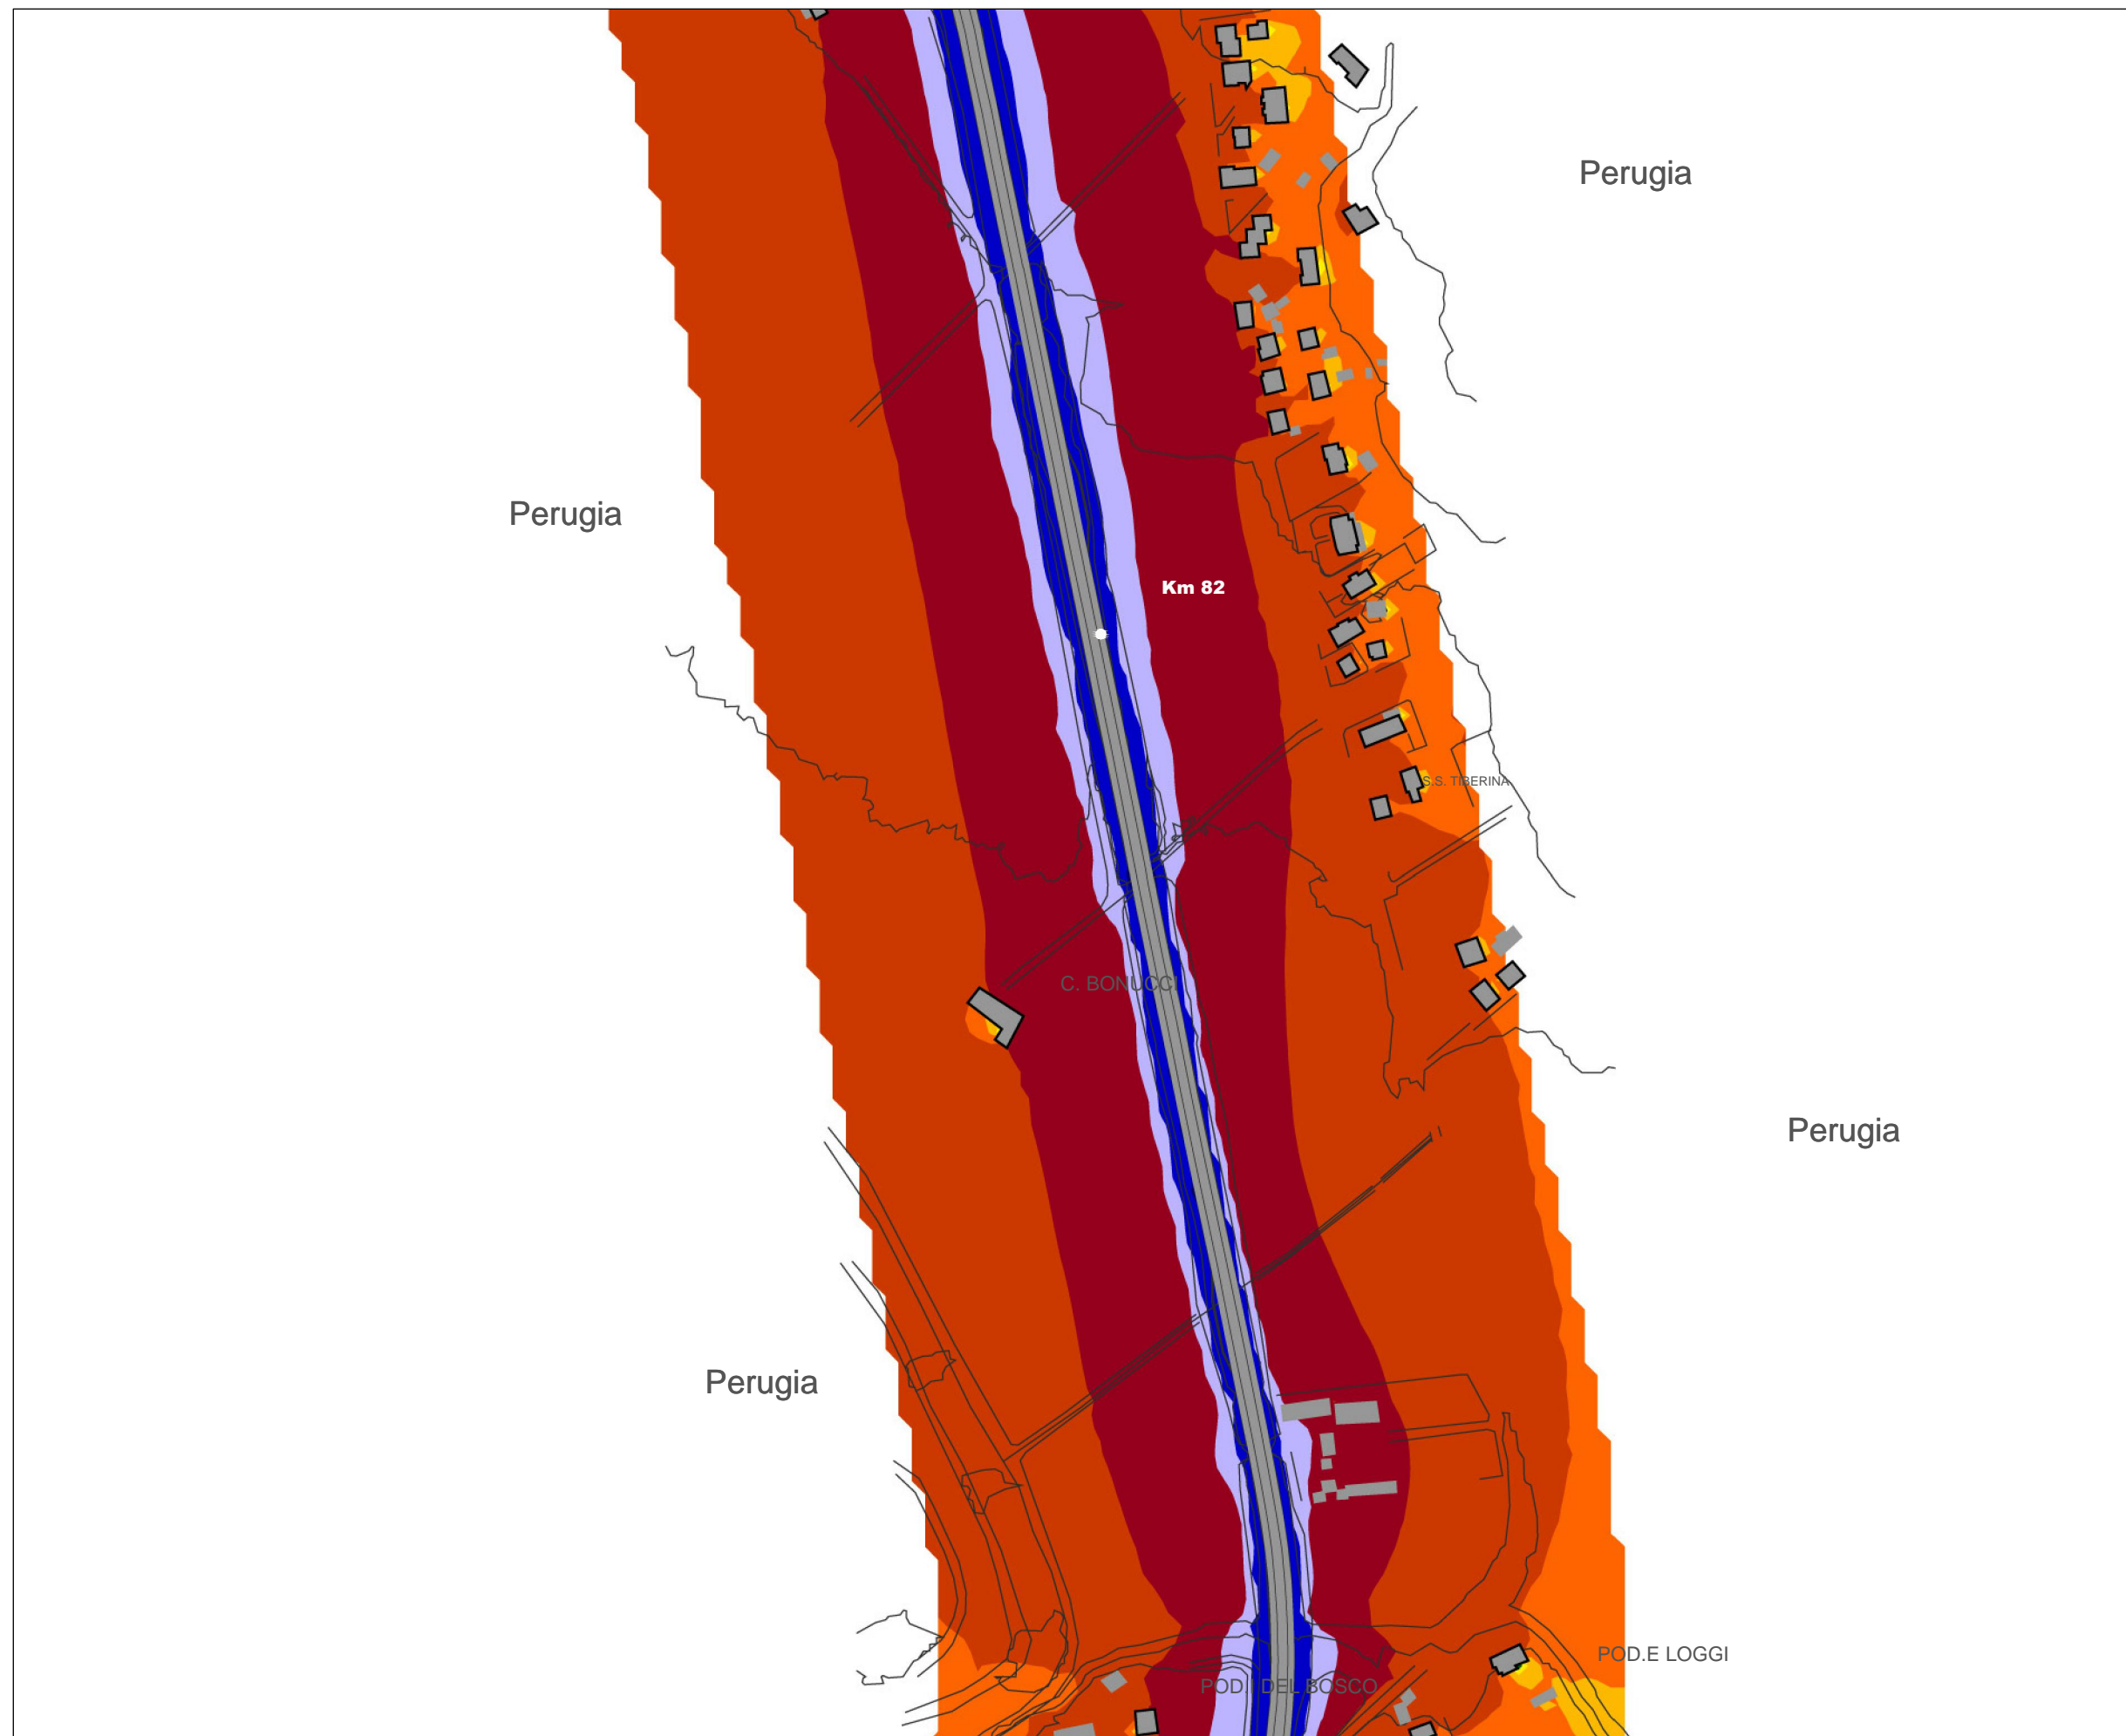 Perugia
Perugia
Km 82
S.S. TIBERINA
C. BONUCCI
Perugia
Perugia
POD.E LOGGI
POD. I DEL BOSCO